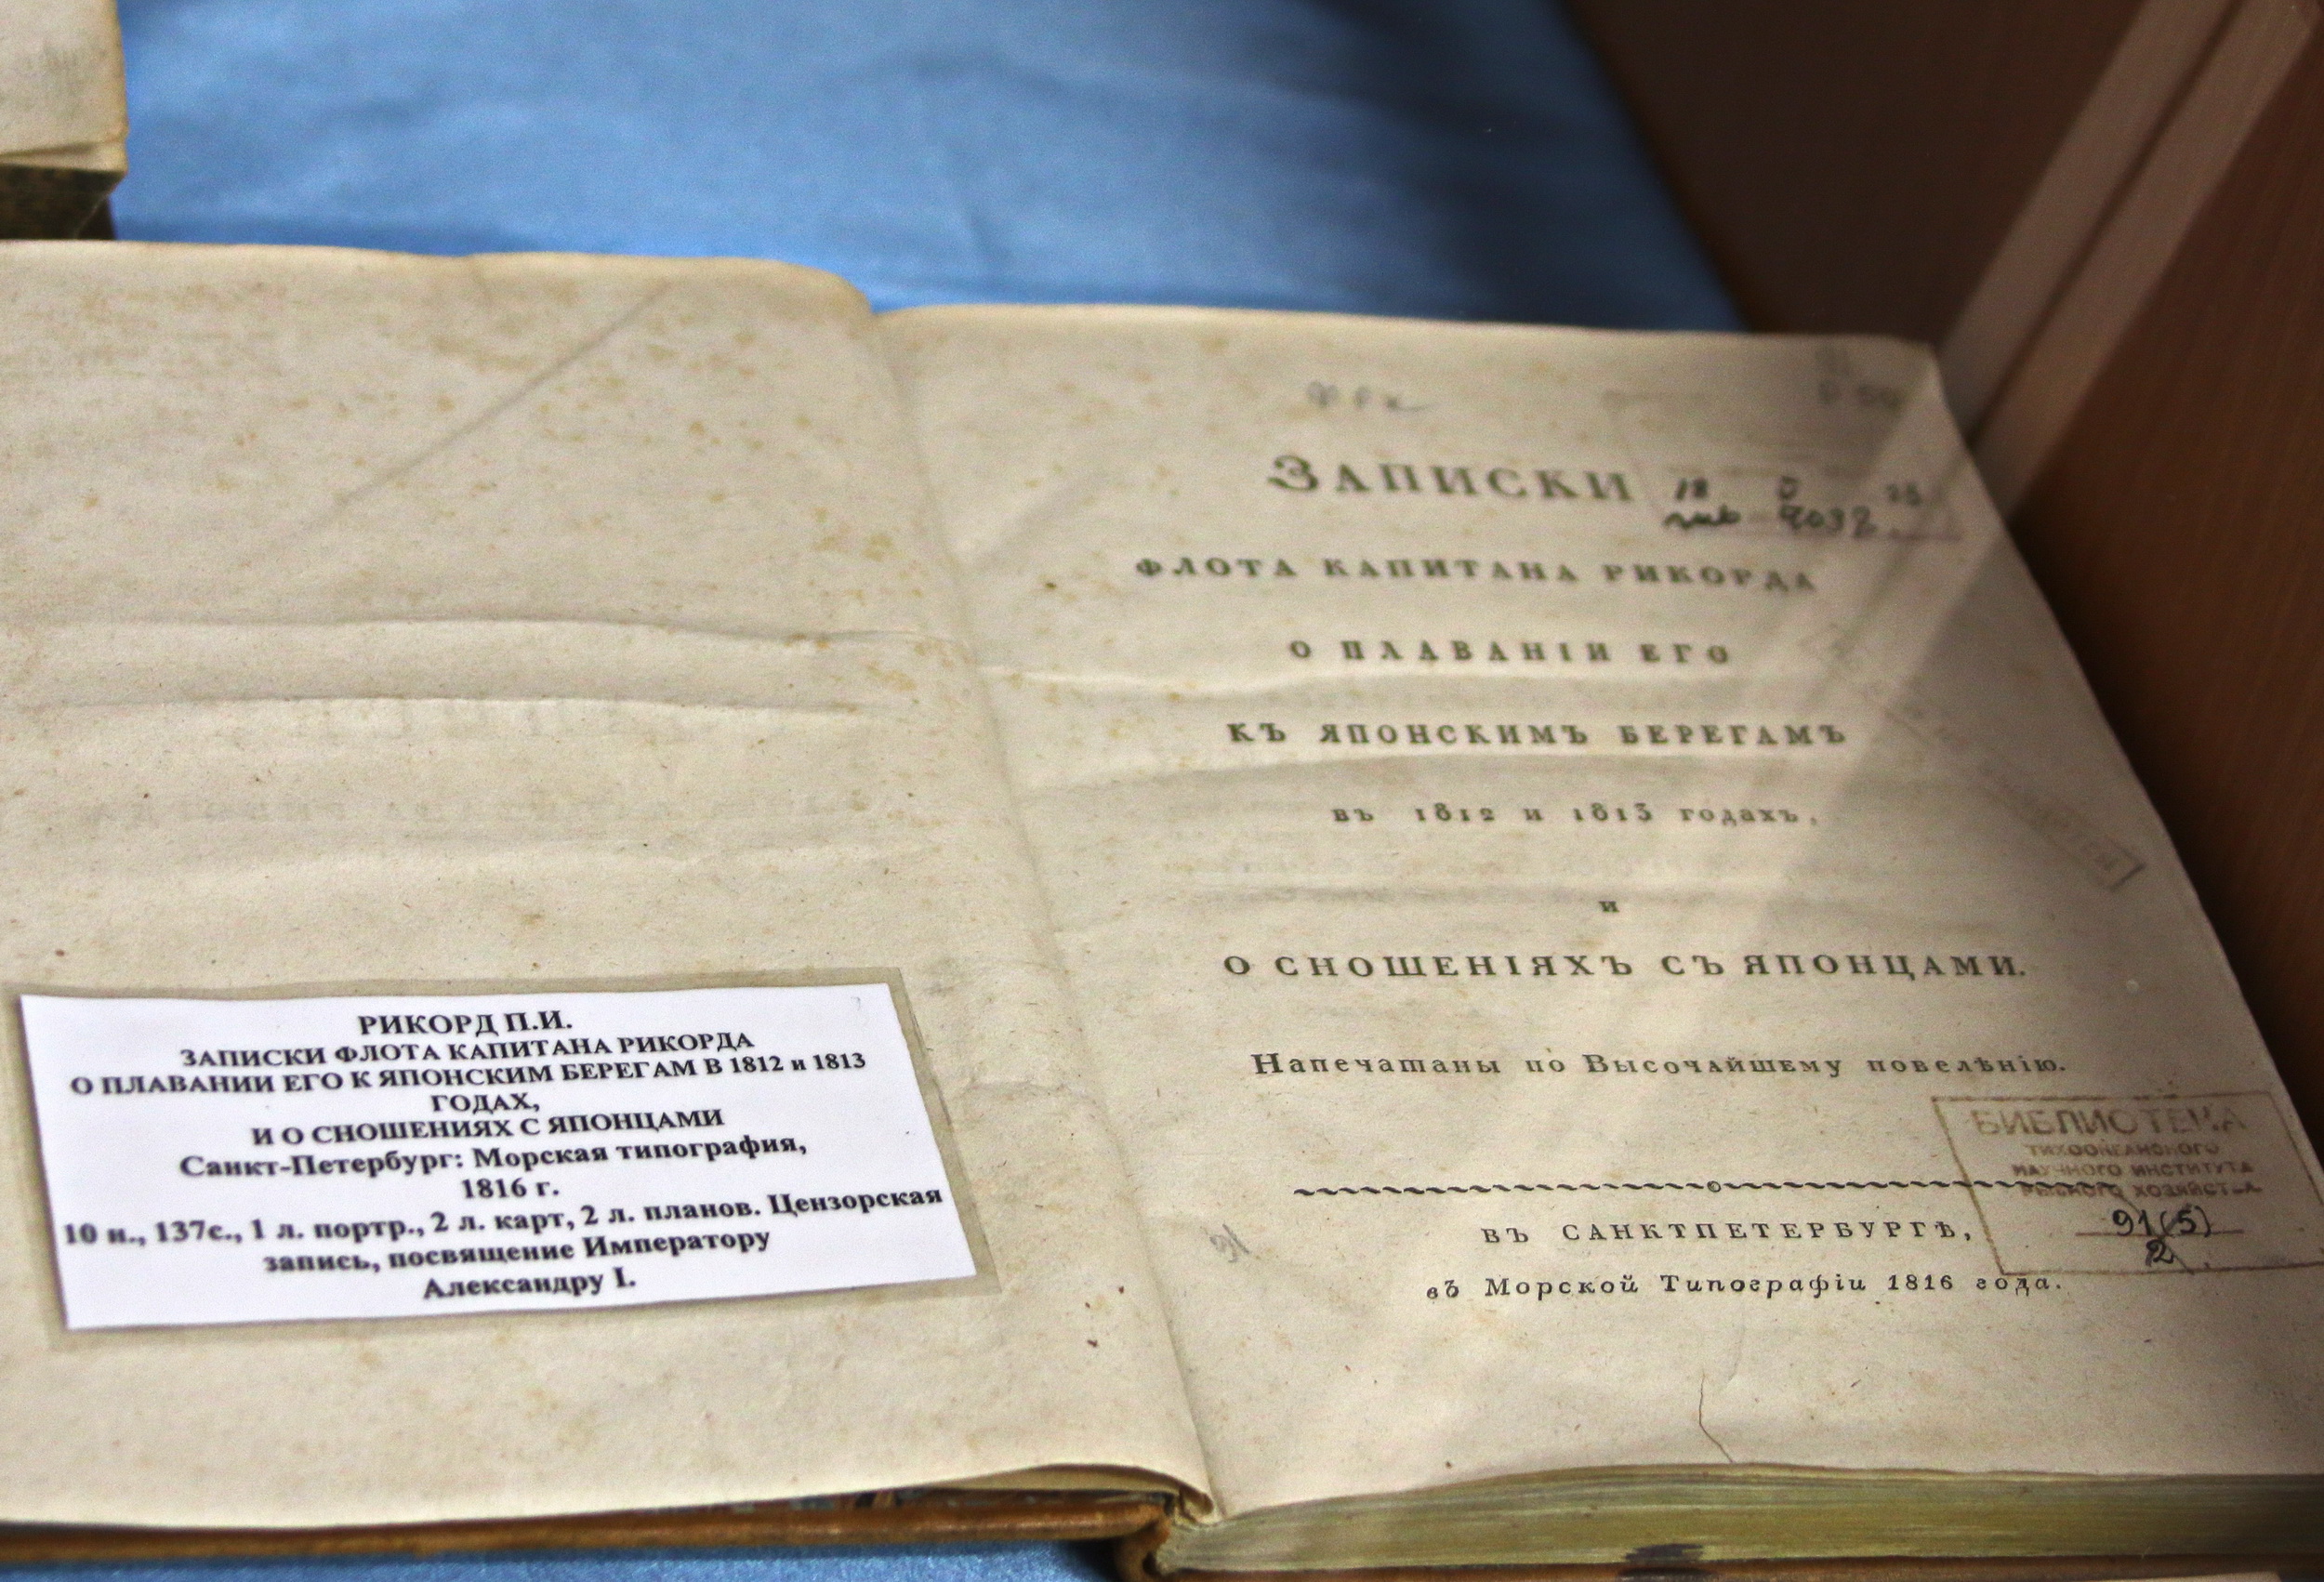 РИКОРД П.И.
ЗАПИСКИ ФЛОТА КАПИТАНА РИКОРДА
О ПЛАВАНИИ ЕГО К ЯПОНСКИМ БЕРЕГАМ В 1812 и 1813
ГОДАХ,
И О СНОШЕНИЯХ С ЯПОНЦАМИ
Санкт-Петербург: Морская типография,
1816 г.
10 н., 137с., 1 л. портр., 2 л. карт, 2 л. планов. Цензорская
запись, посвящение Императору
Александру I.
ЗАПИСКИ
ФЛОТА КАПИТАНА РИКОРДА
О ПЛАВАНІИ ЕГО
КЪ ЯПОНСКИМЪ БЕРЕГАМЪ
въ 1812 и 1813 годахъ,
и
О СНОШЕНІЯХЪ СЪ ЯПОНЦАМИ.
Напечатаны по Высочайшему повелѣнію.
БИБЛИОТЕКА
ТИХООКЕАНСКОГО
НАУЧНОГО ИНСТИТУТА
РЫБНОГО ХОЗЯЙСТВА
91(5)
2
ВЪ САНКТПЕТЕРБУРГѢ,
въ Морской Типографіи 1816 года.